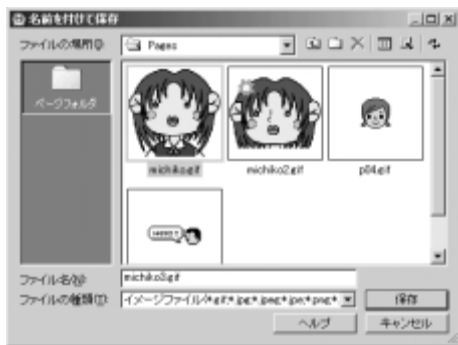 名前を付けて保存
ファイルの場所(I)
Pages
ページフォルダ
michiko.gif
michiko2.gif
p04.gif
ファイル名(N):
michiko3.gif
ファイルの種類(T):
イメージファイル(*.gif;*.jpe;*.jpeg;*.jpg;*.png;*.
保存
ヘルプ
キャンセル